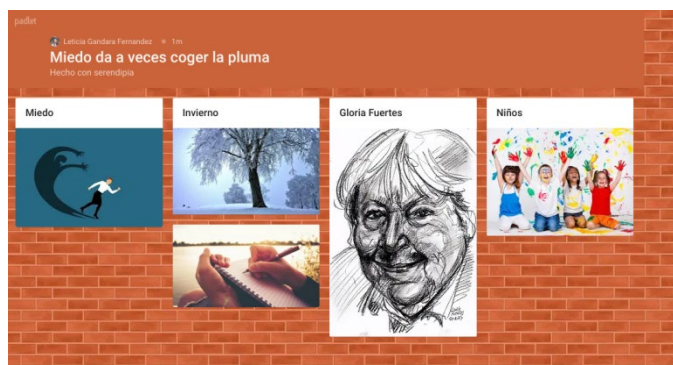 padlet
Leticia Gandara Fernandez • 1m
Miedo da a veces coger la pluma
Hecho con serendipia
Miedo
Invierno
Gloria Fuertes
Niños